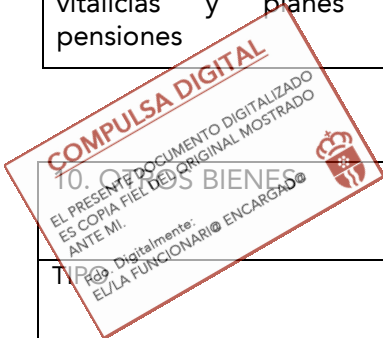 vitalicias y planes
pensiones
COMPULSA DIGITAL
EL PRESENTE DOCUMENTO DIGITALIZADO
ES COPIA FIEL DEL ORIGINAL MOSTRADO
ANTE MI.
Fdo. Digitalmente:
EL/LA FUNCIONARI@ ENCARGAD@
10. OTROS BIENES
TIPO